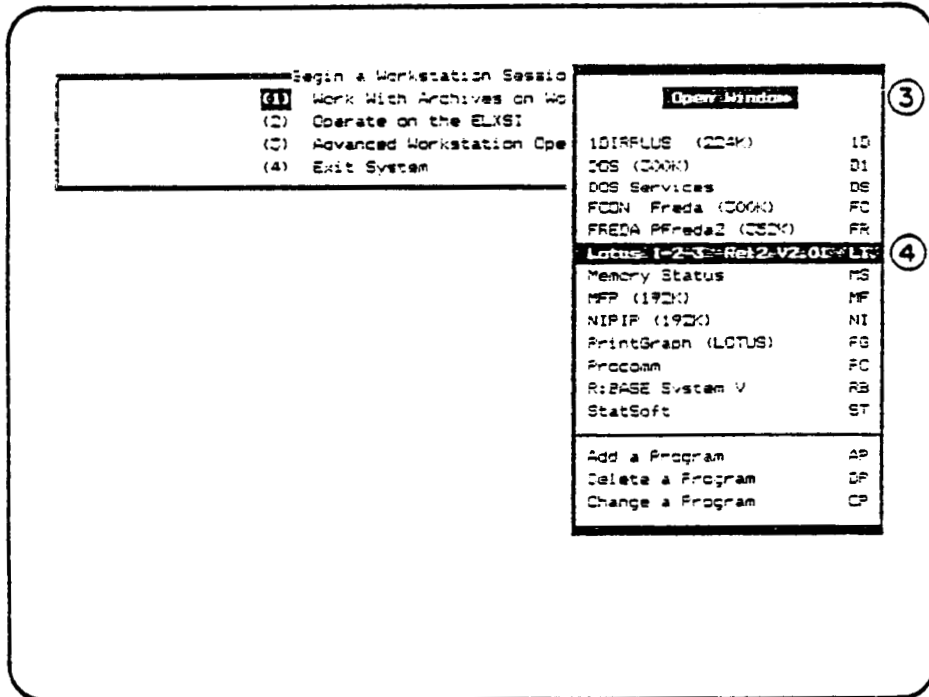 Begin a Workstation Sessio
(1) Work With Archives on Wo
(2) Operate on the ELXSI
(3) Advanced Workstation Ope
(4) Exit System
Open Window
③
1DIRPLUS (224K) 1D
DOS (300K) D1
DOS Services DS
FCON Freda (300K) FC
FREDA PFreda2 (352K) FR
Lotus 1-2-3 Rel2 V2.01 L1
④
Memory Status MS
MFP (192K) MF
NIPIP (192K) NI
PrintGraph (LOTUS) PG
Procomm PC
R:BASE System V RB
StatSoft ST
Add a Program AP
Delete a Program DP
Change a Program CP